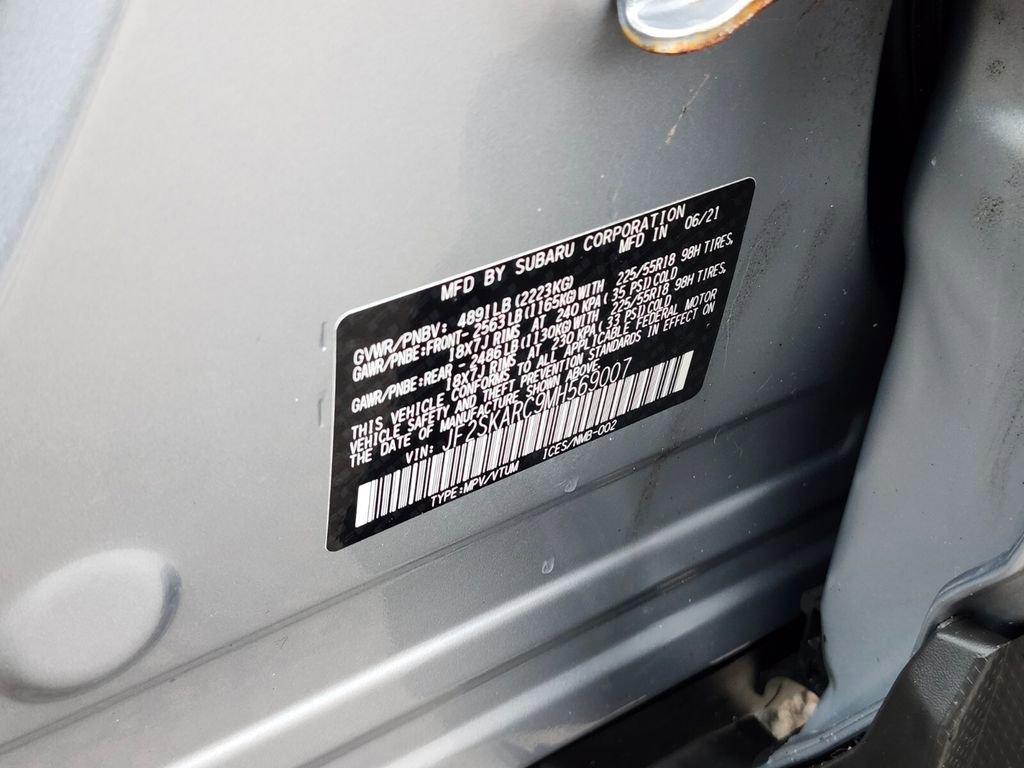 MFD BY SUBARU CORPORATION
MFD IN 06/21
GVWR/PNBV: 4891LB(2223KG)
GAWR/PNBE:FRONT- 2563LB(1165KG)WITH 225/55R18 98H TIRES,
18X7J RIMS AT 240 KPA(35 PSI)COLD
GAWR/PNBE:REAR - 2486LB(1130KG)WITH 225/55R18 98H TIRES,
18X7J RIMS AT 230 KPA(33 PSI)COLD
THIS VEHICLE CONFORMS TO ALL APPLICABLE FEDERAL MOTOR
VEHICLE SAFETY AND THEFT PREVENTION STANDARDS IN EFFECT ON
THE DATE OF MANUFACTURE SHOWN ABOVE.
VIN: JF2SKARC9MH569007
TYPE:MPV/VTUM ICES/NMB-002